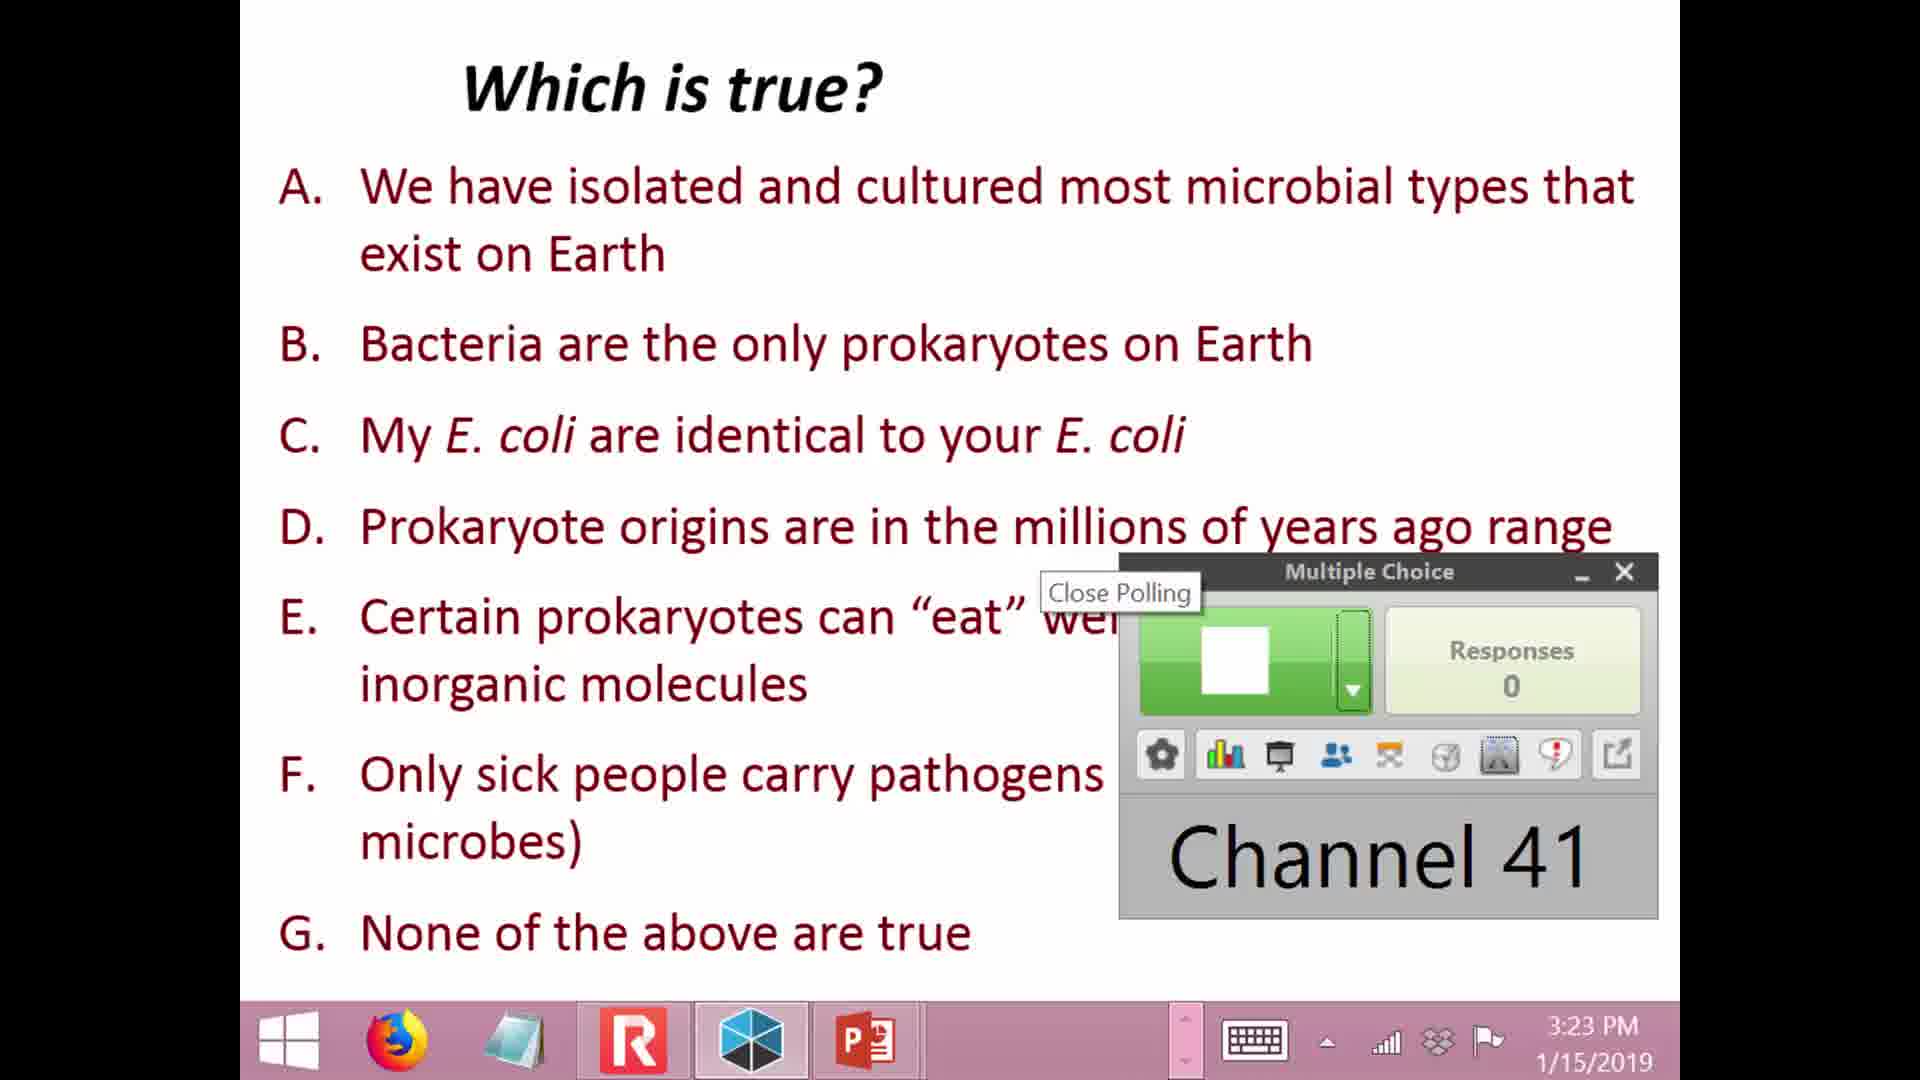 Which is true?
A. We have isolated and cultured most microbial types that
exist on Earth
B. Bacteria are the only prokaryotes on Earth
C. My E. coli are identical to your E. coli
D. Prokaryote origins are in the millions of years ago range
E. Certain prokaryotes can “eat”
inorganic molecules
F. Only sick people carry pathogens
microbes)
G. None of the above are true
Multiple Choice
Close Polling
Responses
0
Channel 41
3:23 PM
1/15/2019